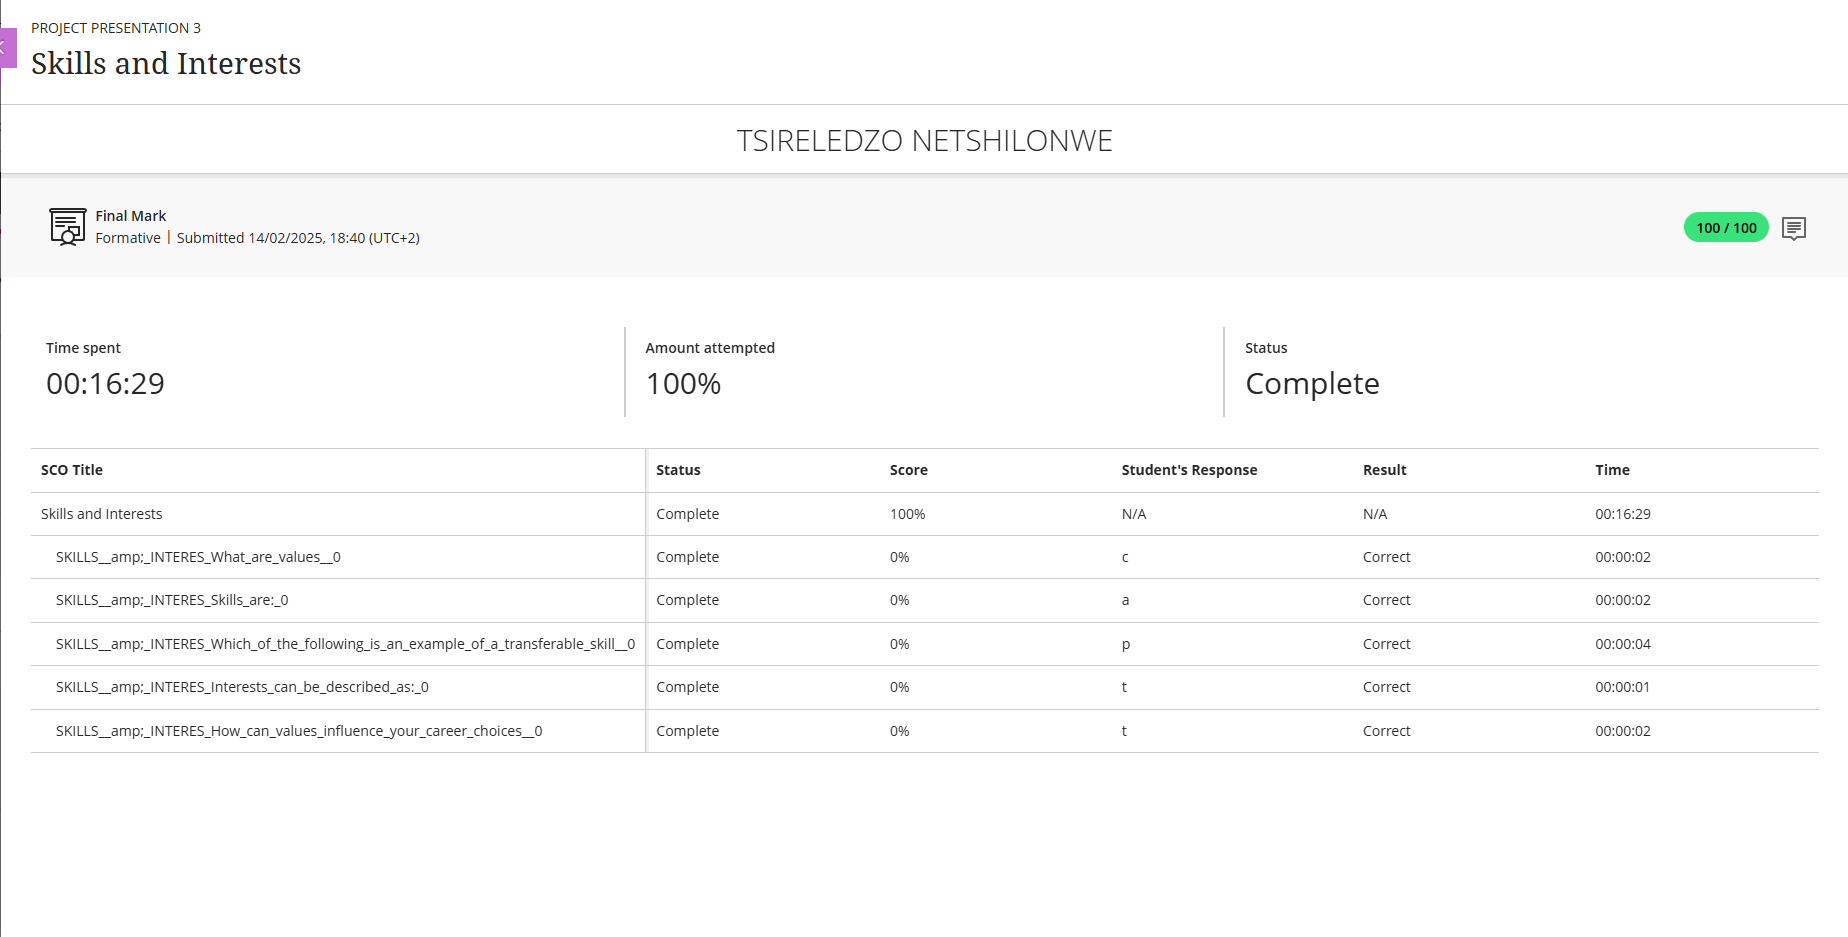 PROJECT PRESENTATION 3
Skills and Interests
TSIRELEDZO NETSHILONWE
Final Mark
Formative | Submitted 14/02/2025, 18:40 (UTC+2)
100 / 100
Time spent
00:16:29
Amount attempted
100%
Status
Complete
SCO Title Status Score Student's Response Result Time
Skills and Interests Complete 100% N/A N/A 00:16:29
SKILLS__amp;_INTERES_What_are_values__0 Complete 0% c Correct 00:00:02
SKILLS__amp;_INTERES_Skills_are:_0 Complete 0% a Correct 00:00:02
SKILLS__amp;_INTERES_Which_of_the_following_is_an_example_of_a_transferable_skill__0 Complete 0% p Correct 00:00:04
SKILLS__amp;_INTERES_Interests_can_be_described_as:_0 Complete 0% t Correct 00:00:01
SKILLS__amp;_INTERES_How_can_values_influence_your_career_choices__0 Complete 0% t Correct 00:00:02